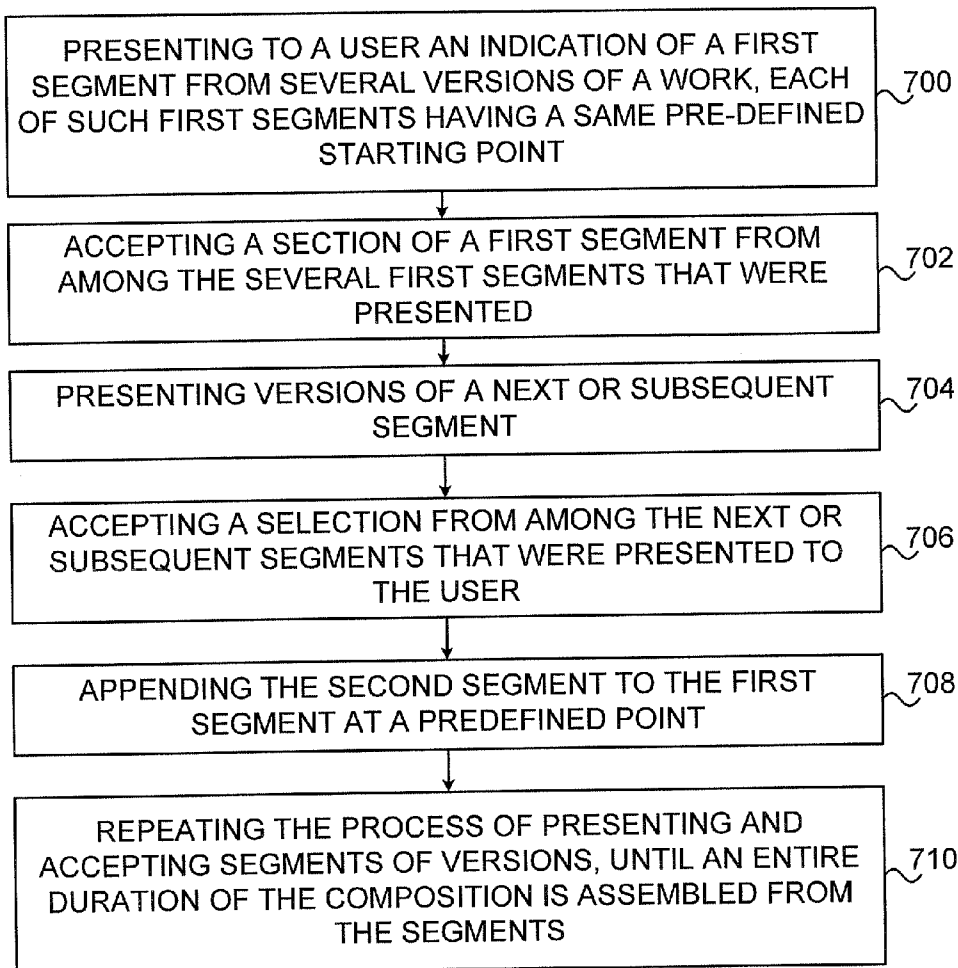 PRESENTING TO A USER AN INDICATION OF A FIRST
SEGMENT FROM SEVERAL VERSIONS OF A WORK, EACH
OF SUCH FIRST SEGMENTS HAVING A SAME PRE-DEFINED
STARTING POINT
700
ACCEPTING A SECTION OF A FIRST SEGMENT FROM
AMONG THE SEVERAL FIRST SEGMENTS THAT WERE
PRESENTED
702
PRESENTING VERSIONS OF A NEXT OR SUBSEQUENT
SEGMENT
704
ACCEPTING A SELECTION FROM AMONG THE NEXT OR
SUBSEQUENT SEGMENTS THAT WERE PRESENTED TO
THE USER
706
APPENDING THE SECOND SEGMENT TO THE FIRST
SEGMENT AT A PREDEFINED POINT
708
REPEATING THE PROCESS OF PRESENTING AND
ACCEPTING SEGMENTS OF VERSIONS, UNTIL AN ENTIRE
DURATION OF THE COMPOSITION IS ASSEMBLED FROM
THE SEGMENTS
710